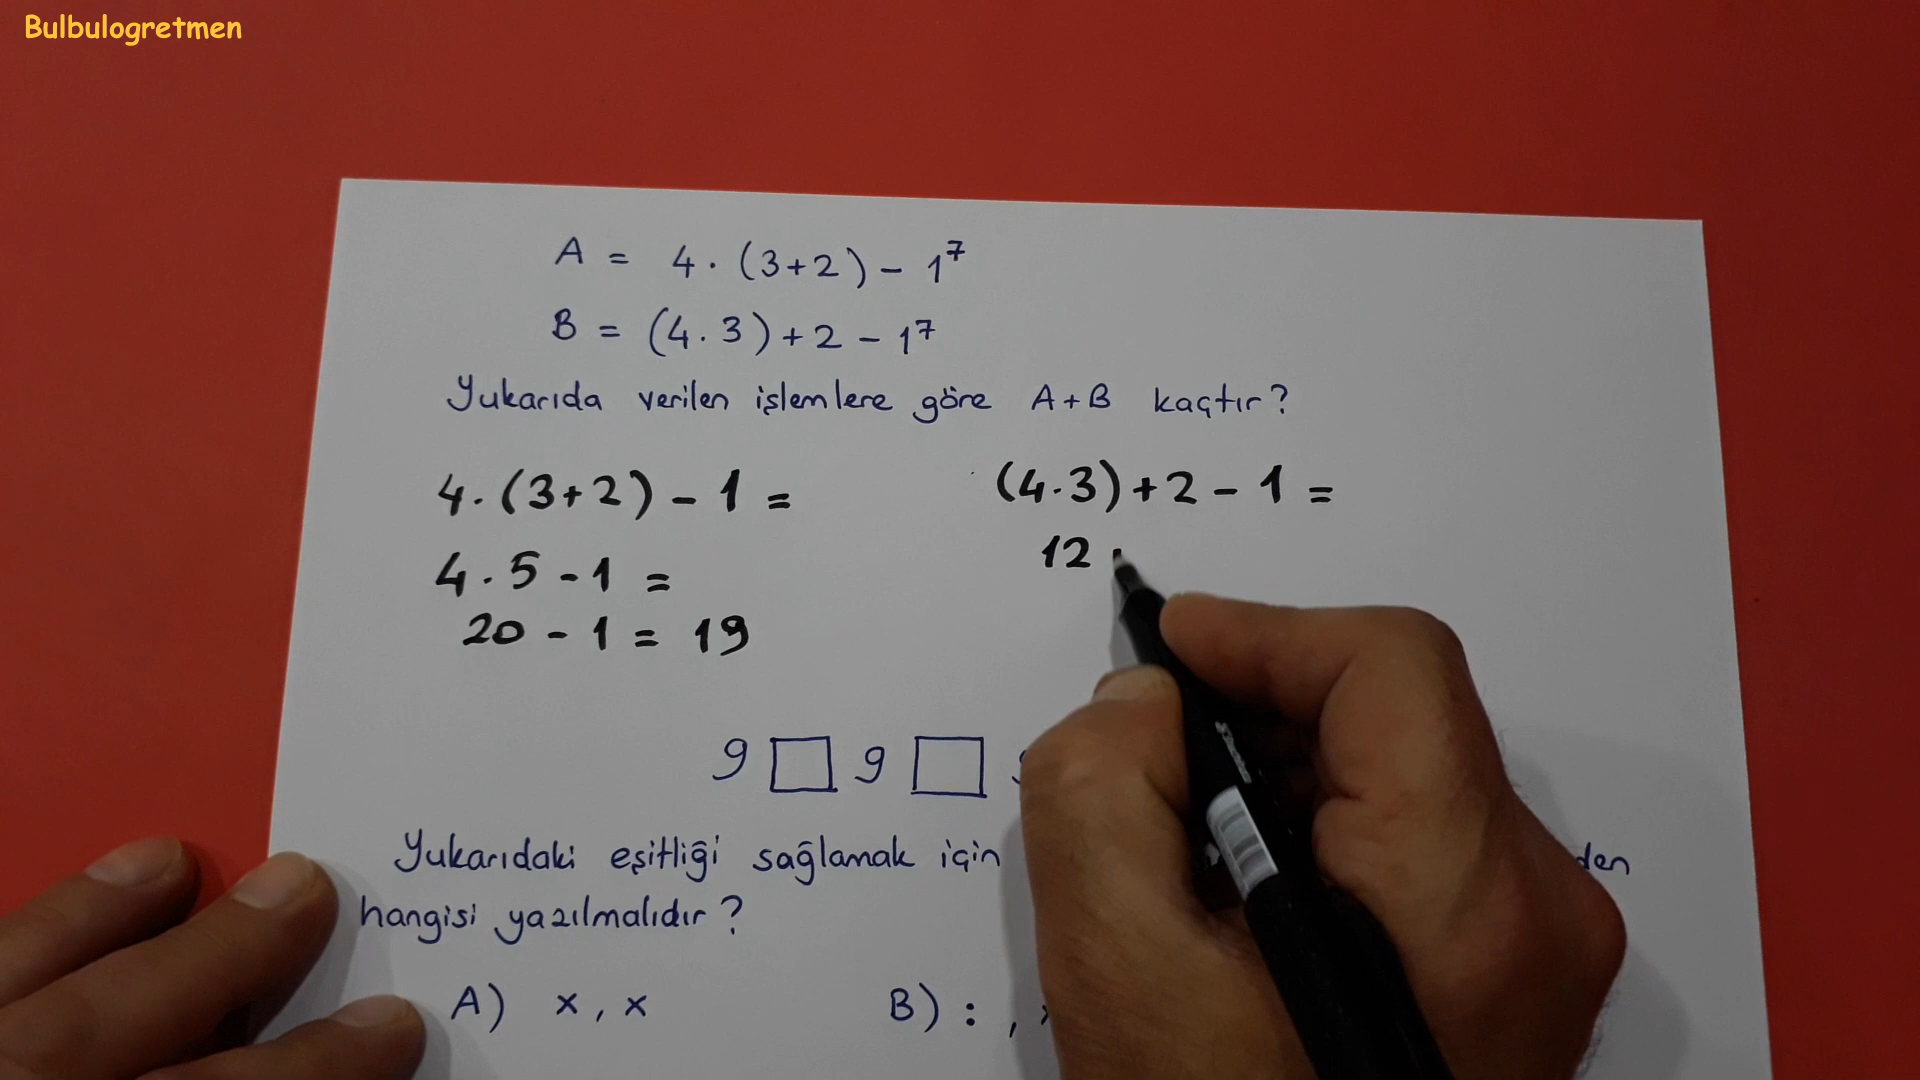 Bulbulogretmen
A = 4 . (3+2) - 1⁷
B = (4.3)+2 - 1⁷
Yukarıda verilen işlemlere göre A+B kaçtır?
4.(3+2) - 1 =
4.5 - 1 =
20 - 1 = 19
(4.3)+2 - 1 =
12
9 □ 9 □
Yukarıdaki eşitliği sağlamak için
hangisi yazılmalıdır?
A) x , x
B) : ,